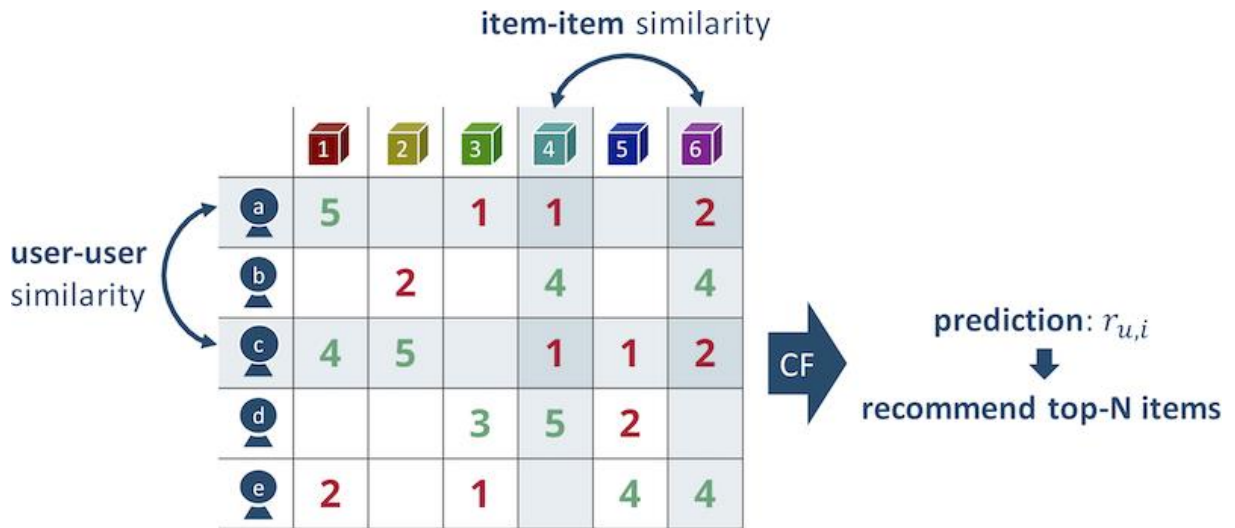 item-item similarity
1 2 3 4 5 6
a 5 1 1 2
user-user
similarity
b 2 4 4
c 4 5 1 1 2
CF
prediction: r_{u,i}
d 3 5 2
recommend top-N items
e 2 1 4 4